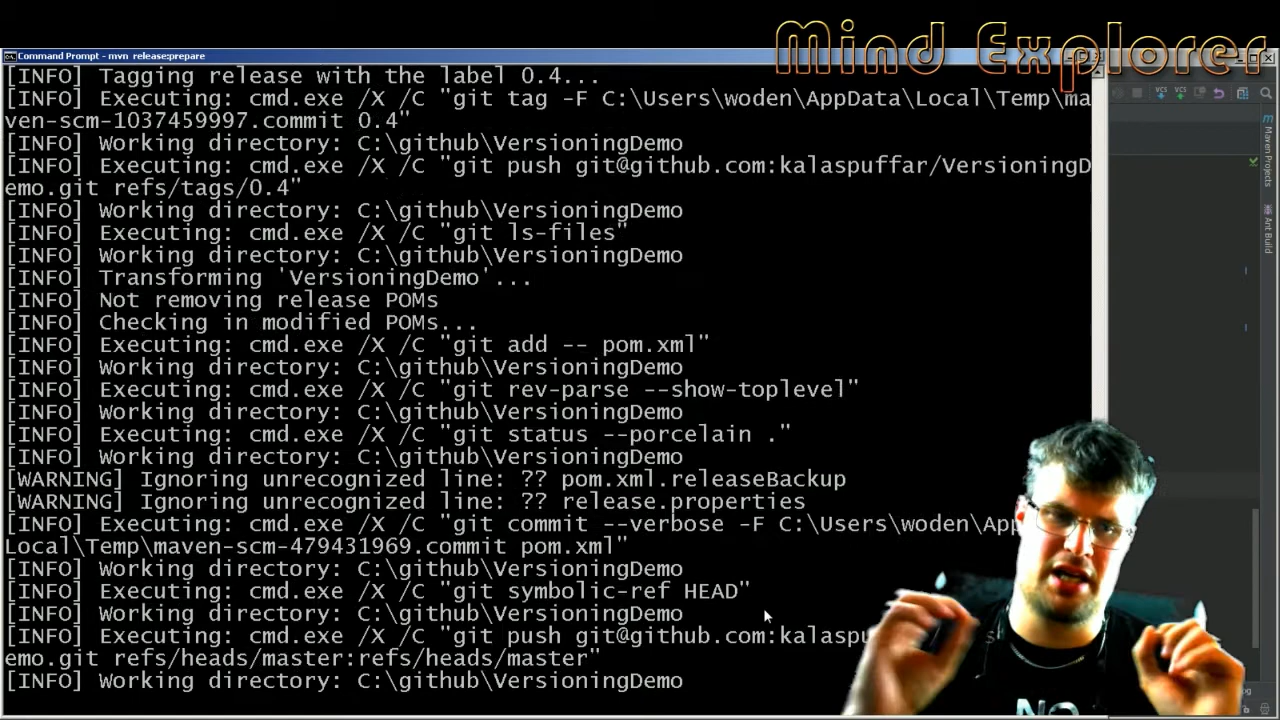 Mind Explorer
Command Prompt - mvn release:prepare
[INFO] Tagging release with the label 0.4...
[INFO] Executing: cmd.exe /X /C "git tag -F C:\Users\woden\AppData\Local\Temp\ma
ven-scm-1037459997.commit 0.4"
[INFO] Working directory: C:\github\VersioningDemo
[INFO] Executing: cmd.exe /X /C "git push git@github.com:kalaspuffar/VersioningD
emo.git refs/tags/0.4"
[INFO] Working directory: C:\github\VersioningDemo
[INFO] Executing: cmd.exe /X /C "git ls-files"
[INFO] Working directory: C:\github\VersioningDemo
[INFO] Transforming 'VersioningDemo'...
[INFO] Not removing release POMs
[INFO] Checking in modified POMs...
[INFO] Executing: cmd.exe /X /C "git add -- pom.xml"
[INFO] Working directory: C:\github\VersioningDemo
[INFO] Executing: cmd.exe /X /C "git rev-parse --show-toplevel"
[INFO] Working directory: C:\github\VersioningDemo
[INFO] Executing: cmd.exe /X /C "git status --porcelain ."
[INFO] Working directory: C:\github\VersioningDemo
[WARNING] Ignoring unrecognized line: ?? pom.xml.releaseBackup
[WARNING] Ignoring unrecognized line: ?? release.properties
[INFO] Executing: cmd.exe /X /C "git commit --verbose -F C:\Users\woden\App
Local\Temp\maven-scm-479431969.commit pom.xml"
[INFO] Working directory: C:\github\VersioningDemo
[INFO] Executing: cmd.exe /X /C "git symbolic-ref HEAD"
[INFO] Working directory: C:\github\VersioningDemo
[INFO] Executing: cmd.exe /X /C "git push git@github.com:kalaspu
emo.git refs/heads/master:refs/heads/master"
[INFO] Working directory: C:\github\VersioningDemo
VCS VCS
Maven Projects
Ant Build
NO